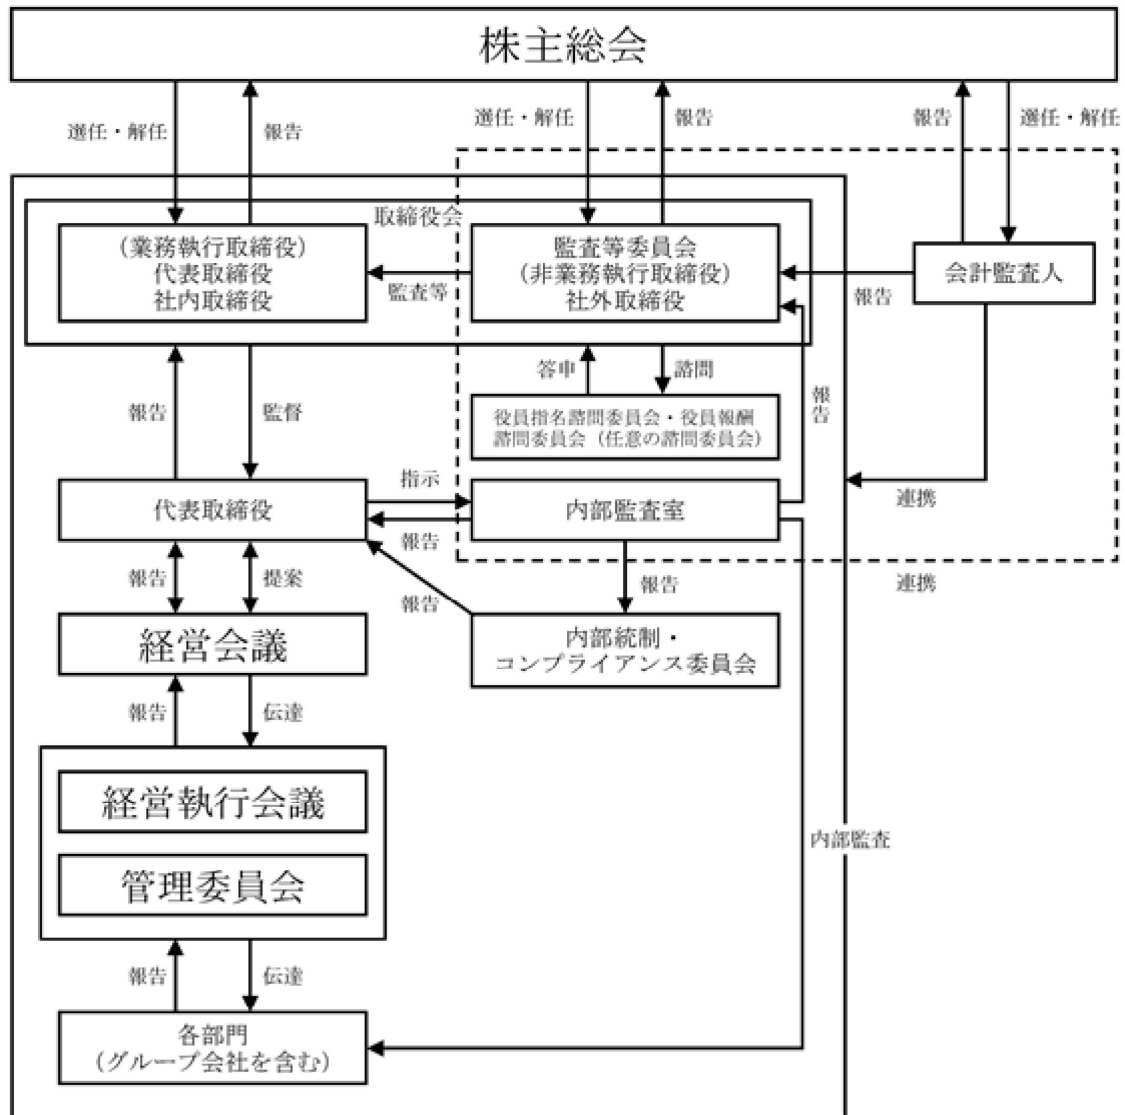 株主総会
選任・解任
報告
選任・解任
報告
報告
選任・解任
取締役会
(業務執行取締役)
代表取締役
社内取締役
監査等
監査等委員会
(非業務執行取締役)
社外取締役
報告
会計監査人
答申
諮問
役員指名諮問委員会・役員報酬
諮問委員会(任意の諮問委員会)
報告
監督
報告
代表取締役
指示
報告
内部監査室
連携
連携
報告
提案
報告
報告
経営会議
内部統制・
コンプライアンス委員会
報告
伝達
経営執行会議
管理委員会
内部監査
報告
伝達
各部門
(グループ会社を含む)